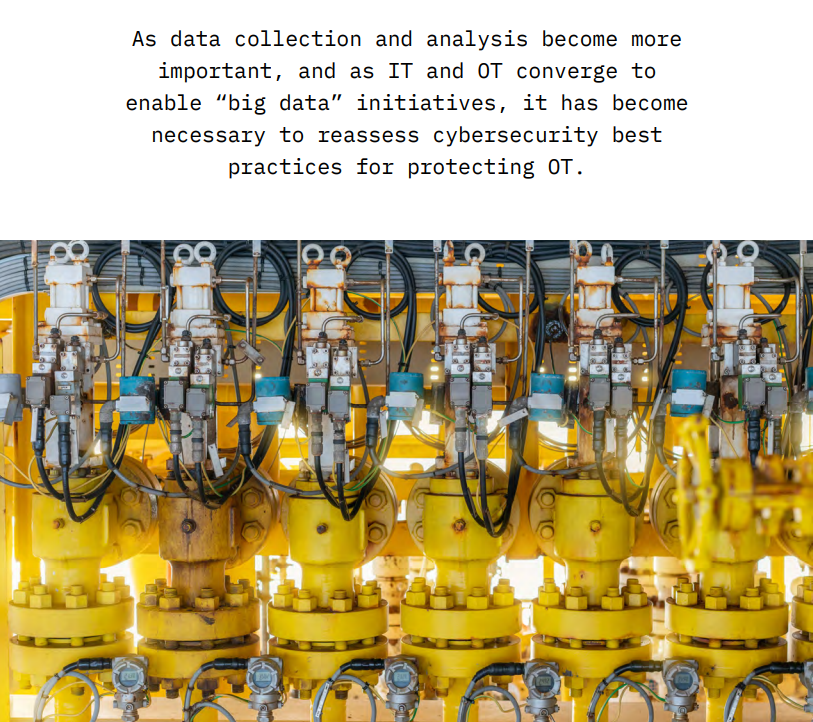 As data collection and analysis become more
important, and as IT and OT converge to
enable “big data” initiatives, it has become
necessary to reassess cybersecurity best
practices for protecting OT.